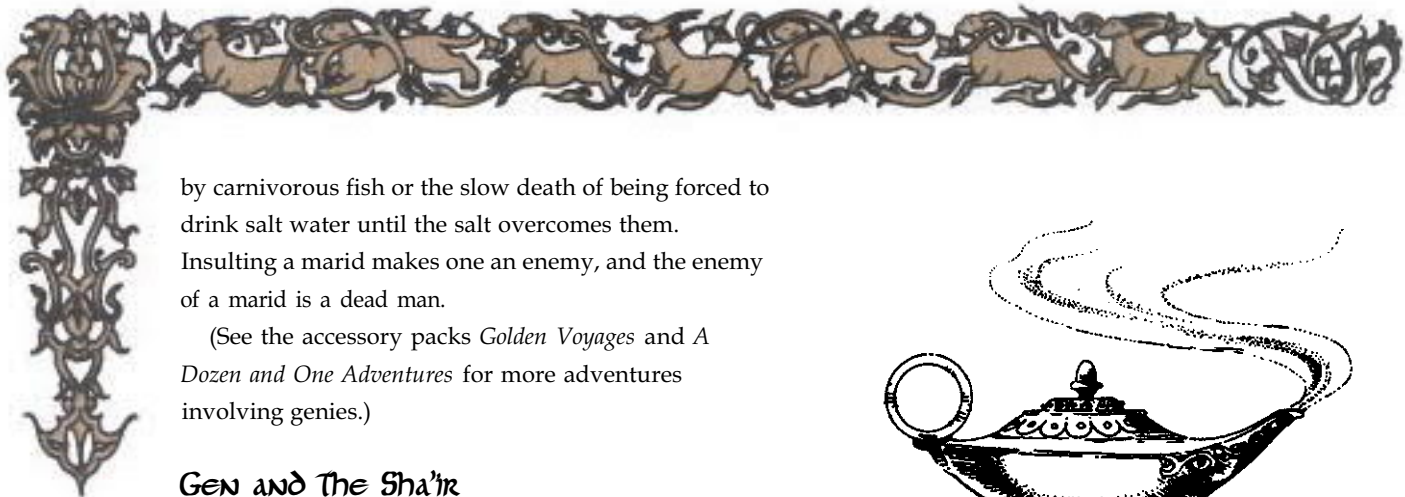 by carnivorous fish or the slow death of being forced to
drink salt water until the salt overcomes them.
Insulting a marid makes one an enemy, and the enemy
of a marid is a dead man.
(See the accessory packs Golden Voyages and A
Dozen and One Adventures for more adventures
involving genies.)
Gen and The Sha'ir